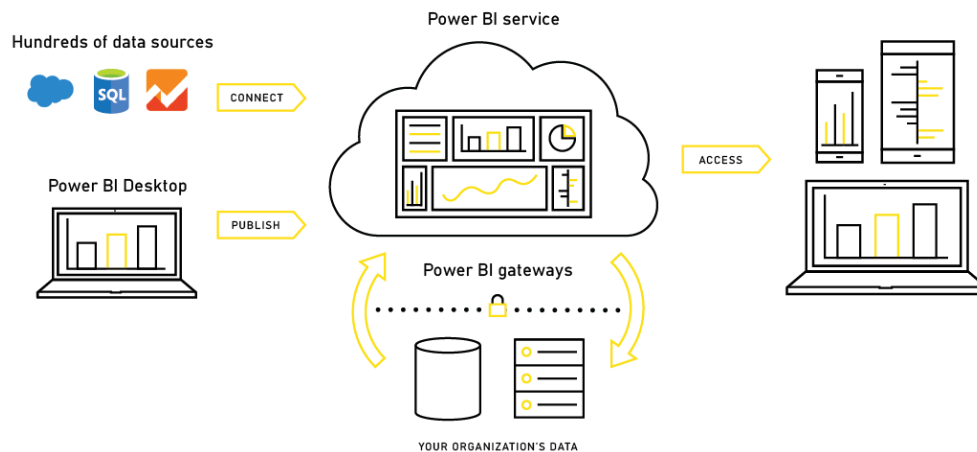 Power BI service
Hundreds of data sources
SQL
CONNECT
ACCESS
Power BI Desktop
PUBLISH
Power BI gateways
YOUR ORGANIZATION'S DATA